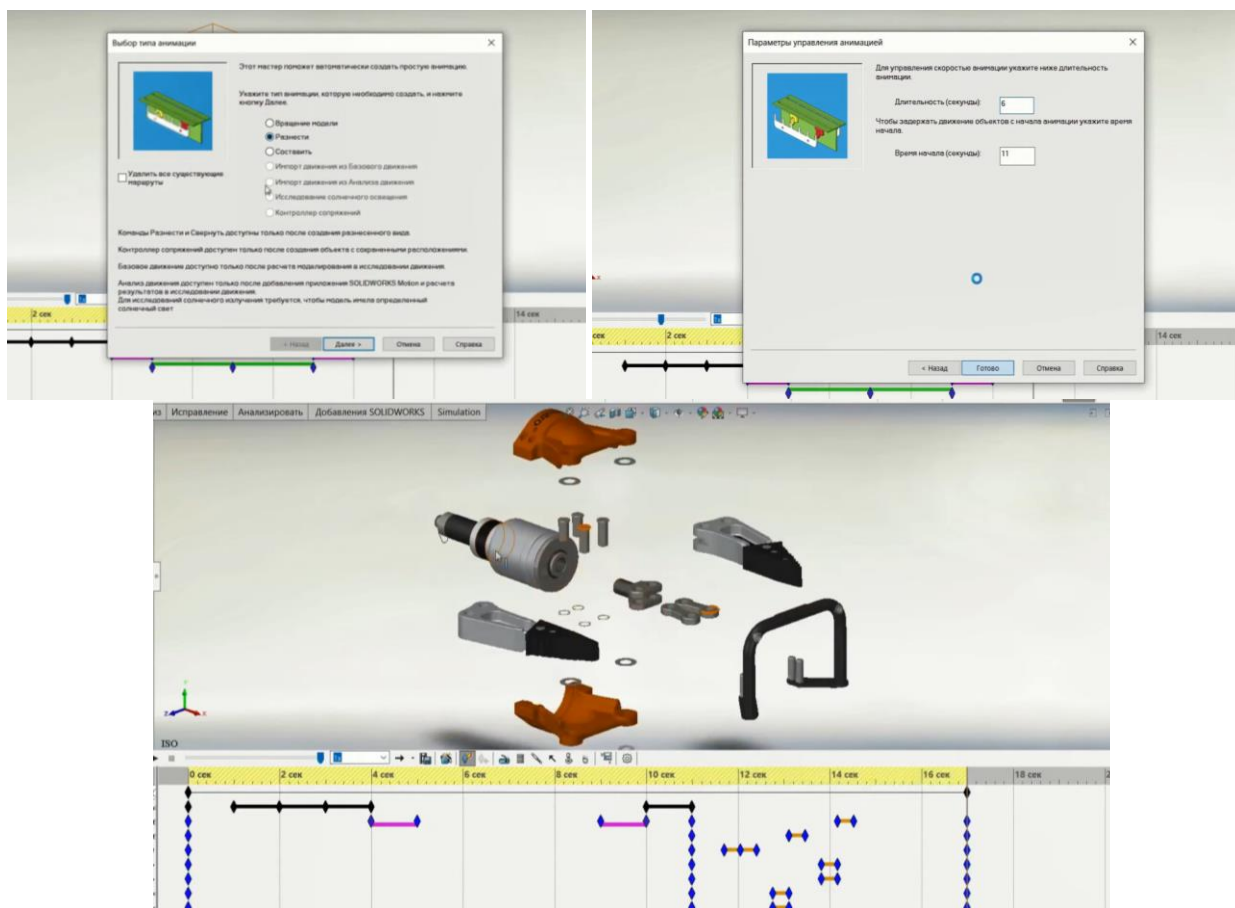 Выбор типа анимации
Этот мастер поможет автоматически создать простую анимацию.
Укажите тип анимации, которую необходимо создать, и нажмите
кнопку Далее.
Вращение модели
Разнести
Составить
Импорт движения из Базового движения
Импорт движения из Анализа движения
Исследование солнечного освещения
Контроллер сопряжений
Удалить все существующие
маршруты
Команды Разнести и Свернуть доступны только после создания разнесенного вида.
Контроллер сопряжений доступен только после создания объекта с сохраненными расположениями.
Базовое движение доступно только после расчета моделирования в исследовании движения.
Анализ движения доступен только после добавления приложения SOLIDWORKS Motion и расчета
результатов в исследовании движения.
Для исследований солнечного излучения требуется, чтобы модель имела определенный
солнечный свет
< Назад Далее > Отмена Справка
2 сек 14 сек
Параметры управления анимацией
Для управления скоростью анимации укажите ниже длительность
анимации.
Длительность (секунды): 6
Чтобы задержать движение объектов с начала анимации укажите время
начала.
Время начала (секунды): 11
< Назад Готово Отмена Справка
сек 2 сек 14 сек
из Исправление Анализировать Добавления SOLIDWORKS Simulation
ISO
0 сек 2 сек 4 сек 6 сек 8 сек 10 сек 12 сек 14 сек 16 сек 18 сек